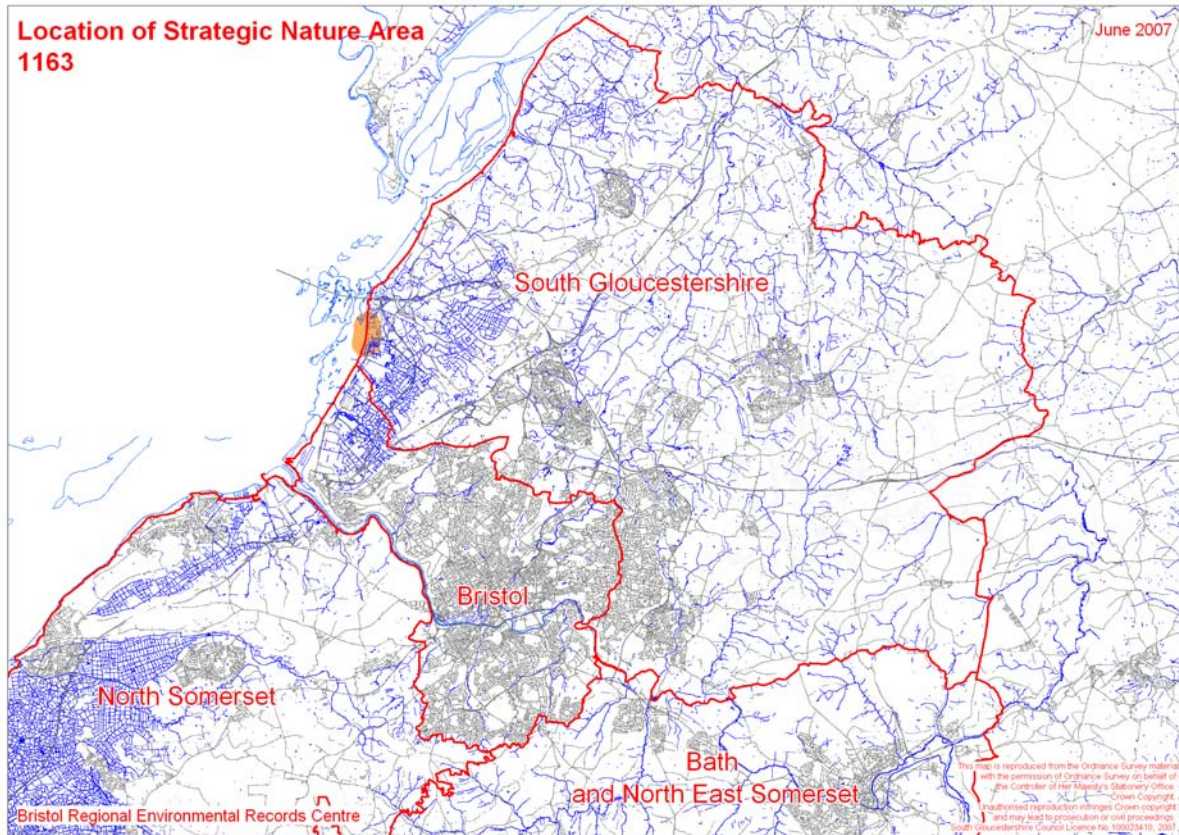 Location of Strategic Nature Area
1163
June 2007
South Gloucestershire
Bristol
North Somerset
Bath
and North East Somerset
Bristol Regional Environmental Records Centre
This map is reproduced from the Ordnance Survey material
with the permission of Ordnance Survey on behalf of
the Controller of Her Majesty's Stationery Office
Crown Copyright.
Unauthorised reproduction infringes Crown copyright
and may lead to prosecution or civil proceedings
South Gloucestershire Council Licence No 100023410, 2007.